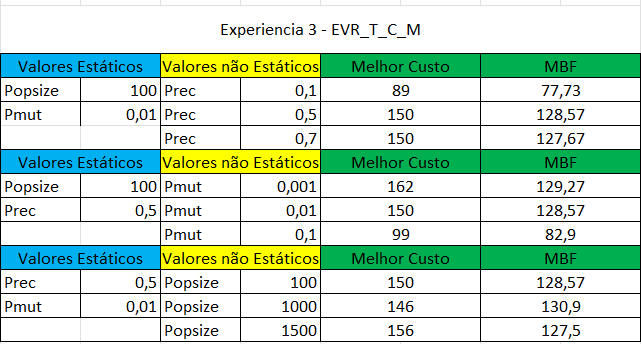 Experiencia 3 - EVR_T_C_M
Valores Estáticos Valores não Estáticos Melhor Custo MBF
Popsize 100 Prec 0,1 89 77,73
Pmut 0,01 Prec 0,5 150 128,57
Prec 0,7 150 127,67
Valores Estáticos Valores não Estáticos Melhor Custo MBF
Popsize 100 Pmut 0,001 162 129,27
Prec 0,5 Pmut 0,01 150 128,57
Pmut 0,1 99 82,9
Valores Estáticos Valores não Estáticos Melhor Custo MBF
Prec 0,5 Popsize 100 150 128,57
Pmut 0,01 Popsize 1000 146 130,9
Popsize 1500 156 127,5